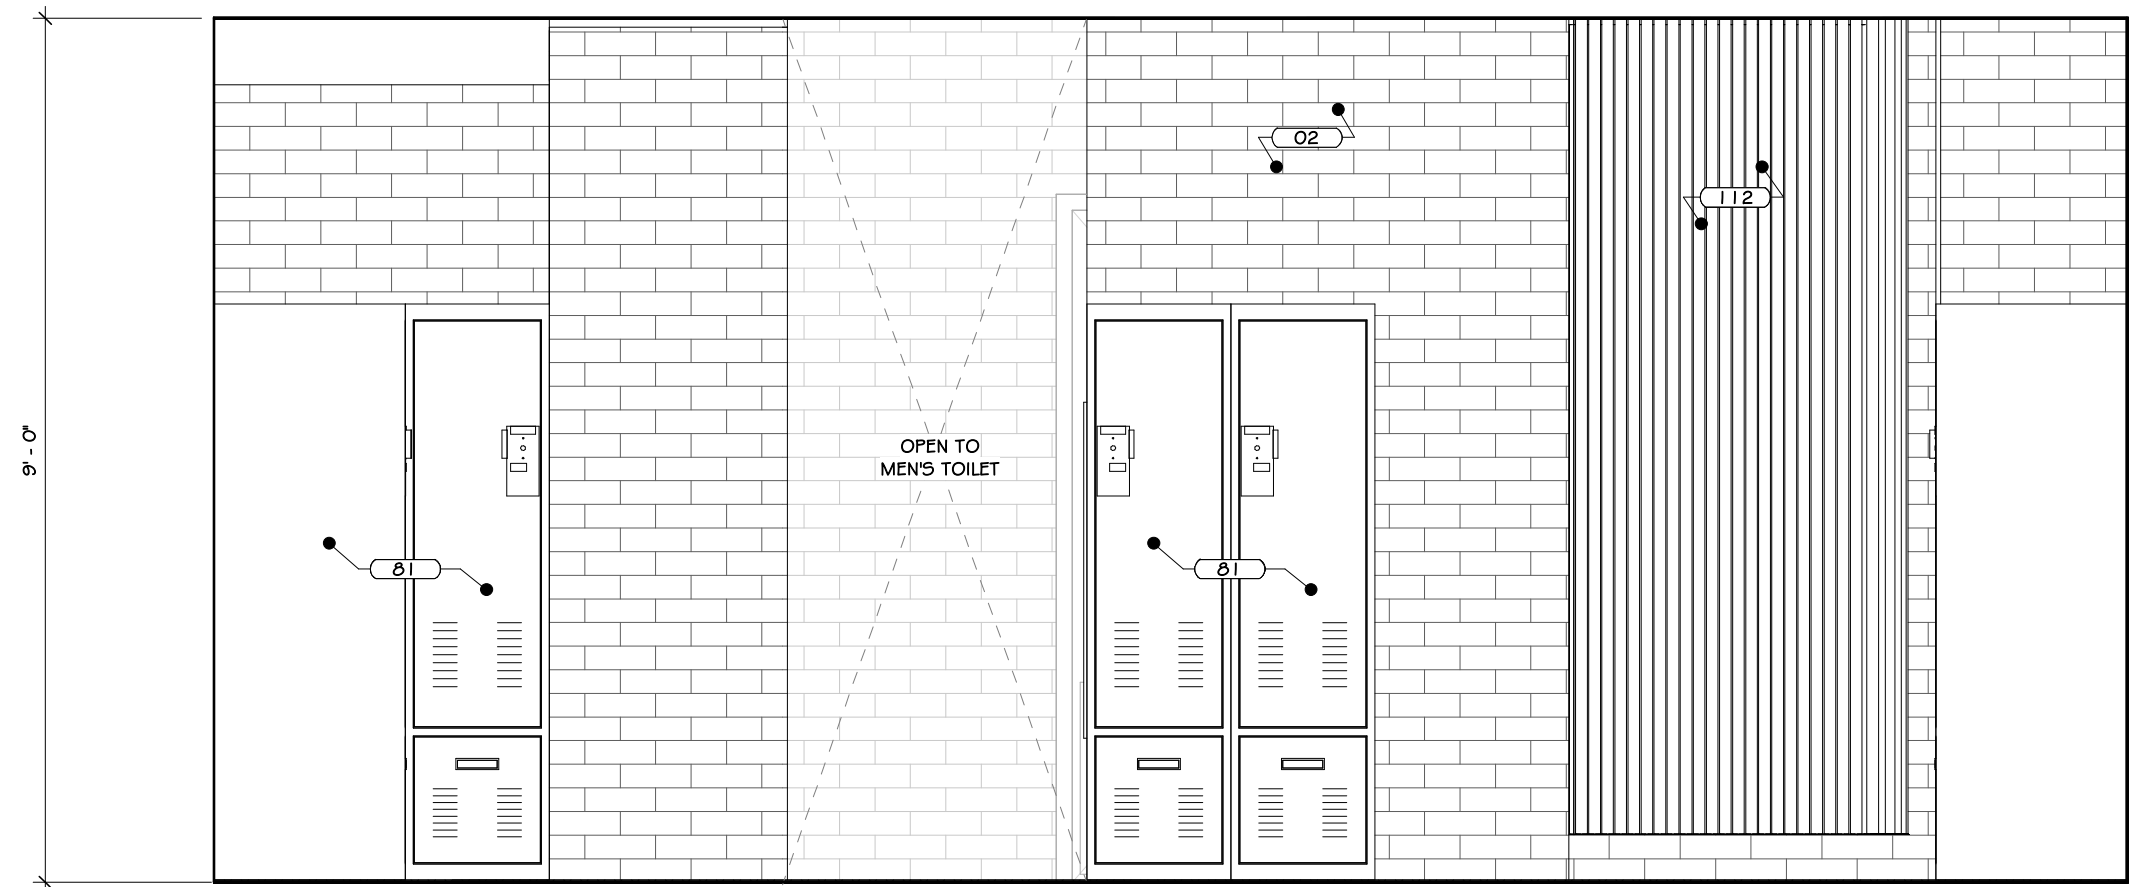 02
112
9' - 0"
OPEN TO
MEN'S TOILET
81
81